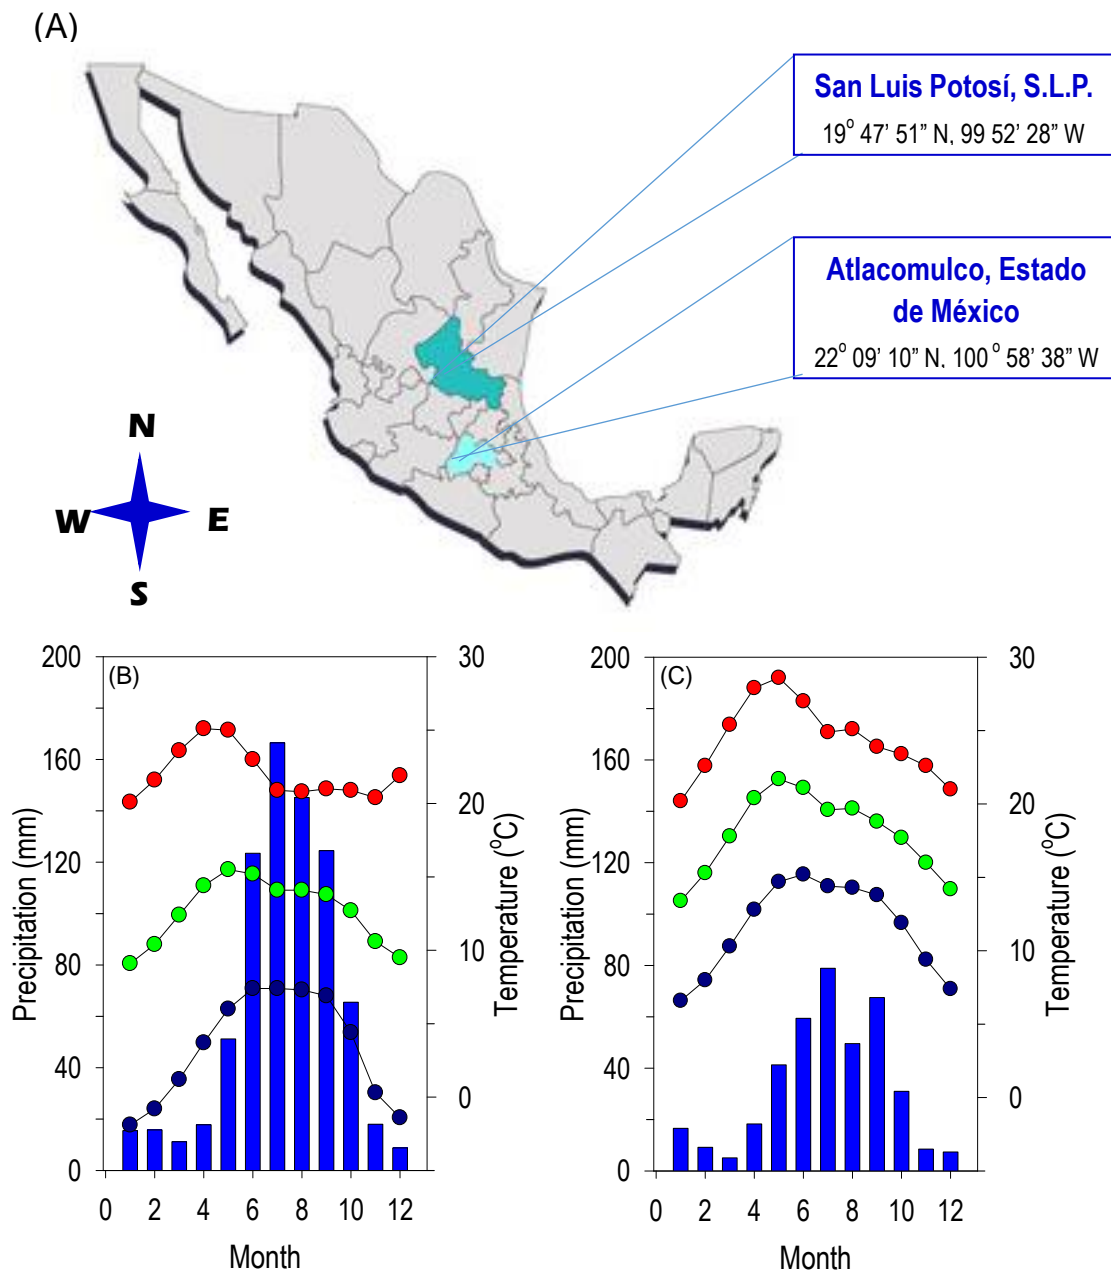 (A)
San Luis Potosí, S.L.P.
19° 47' 51” N, 99 52' 28” W
Atlacomulco, Estado
de México
22° 09' 10” N, 100 ° 58' 38” W
N
W E
S
(B)
200
160
120
80
40
0
Precipitation (mm)
30
20
10
0
Temperature (°C)
0 2 4 6 8 10 12
Month
(C)
200
160
120
80
40
0
Precipitation (mm)
30
20
10
0
Temperature (°C)
0 2 4 6 8 10 12
Month